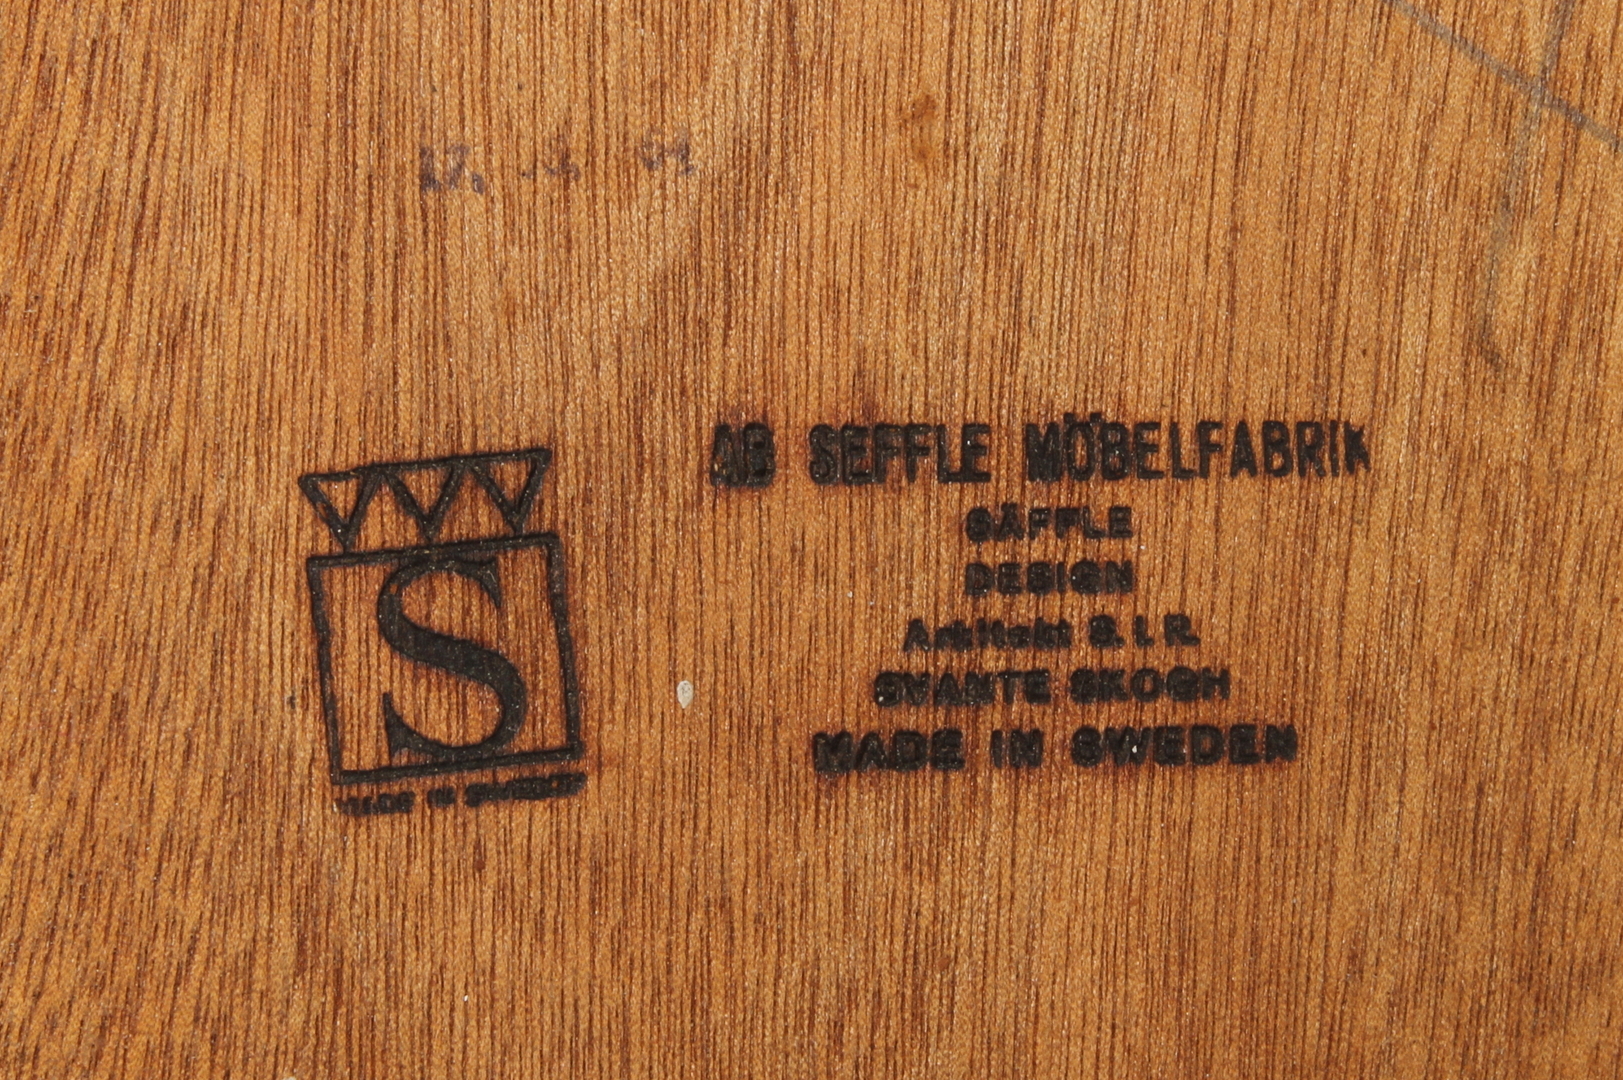 S
MADE IN SWEDEN
AB SEFFLE MÖBELFABRIK
SÄFFLE
DESIGN
Arkitekt S.I.R.
SVANTE SKOGH
MADE IN SWEDEN